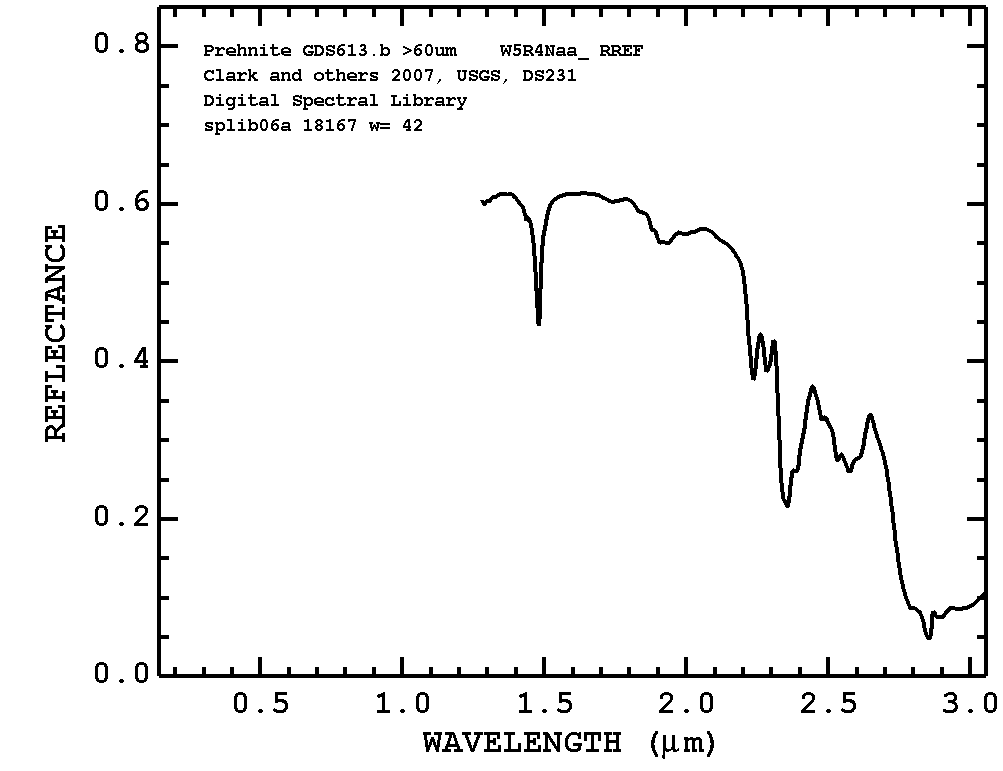 Prehnite GDS613.b >60um W5R4Naa_ RREF
Clark and others 2007, USGS, DS231
Digital Spectral Library
splib06a 18167 w= 42
REFLECTANCE
0.8
0.6
0.4
0.2
0.0
0.5 1.0 1.5 2.0 2.5 3.0
WAVELENGTH (μm)